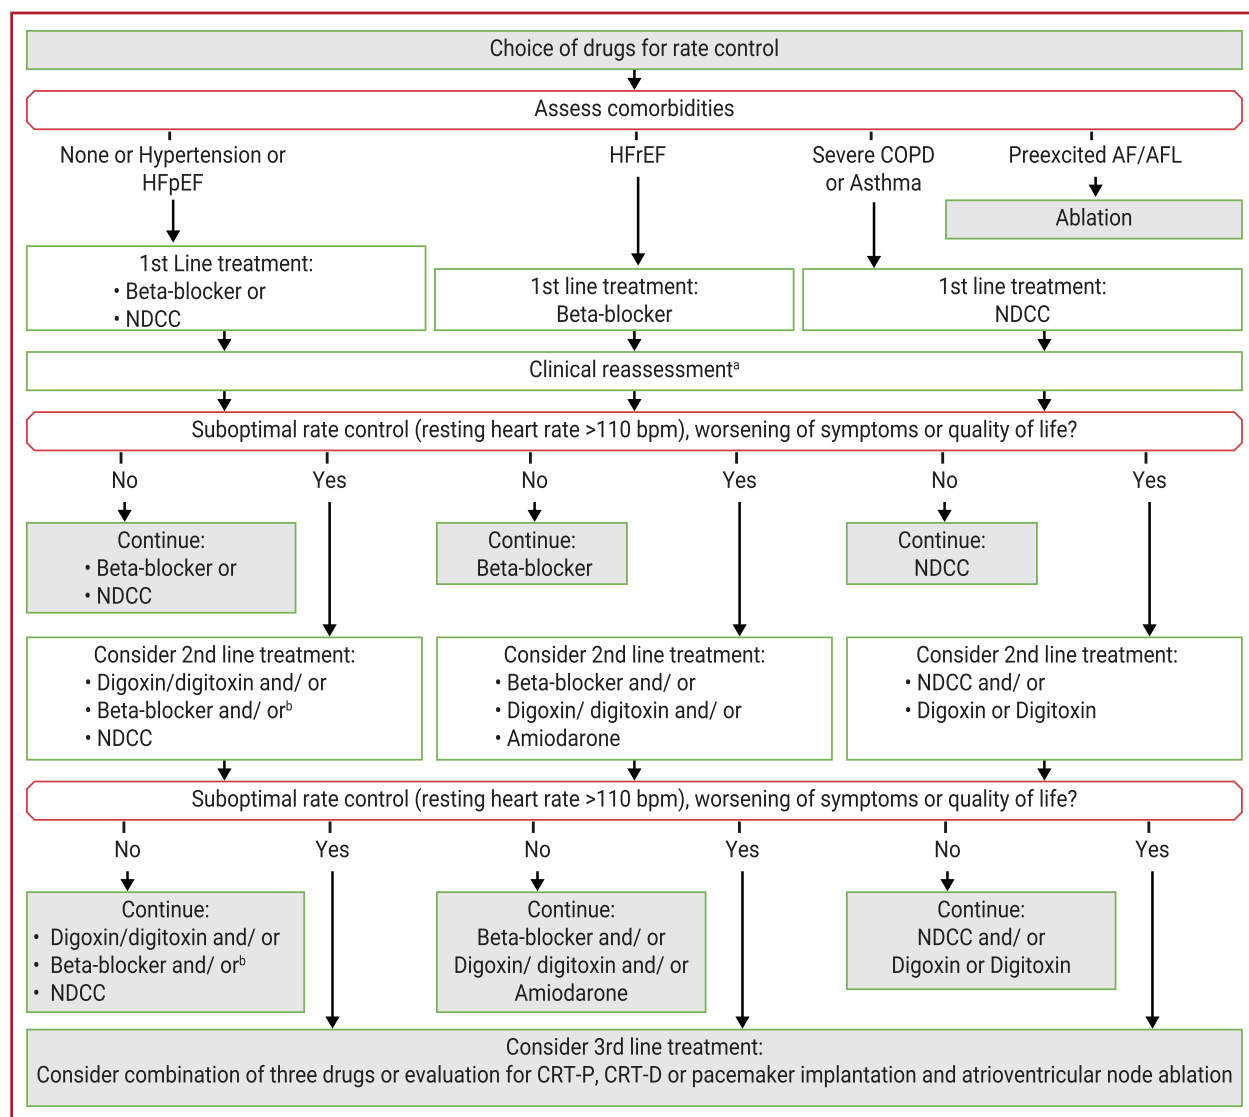 Choice of drugs for rate control
Assess comorbidities
None or Hypertension or
HFpEF
HFrEF
Severe COPD
or Asthma
Preexcited AF/AFL
Ablation
1st Line treatment:
• Beta-blocker or
• NDCC
1st line treatment:
Beta-blocker
1st line treatment:
NDCC
Clinical reassessmentᵃ
Suboptimal rate control (resting heart rate >110 bpm), worsening of symptoms or quality of life?
No
Yes
No
Yes
No
Yes
Continue:
• Beta-blocker or
• NDCC
Continue:
Beta-blocker
Continue:
NDCC
Consider 2nd line treatment:
• Digoxin/digitoxin and/ or
• Beta-blocker and/ orᵇ
• NDCC
Consider 2nd line treatment:
• Beta-blocker and/ or
• Digoxin/ digitoxin and/ or
• Amiodarone
Consider 2nd line treatment:
• NDCC and/ or
• Digoxin or Digitoxin
Suboptimal rate control (resting heart rate >110 bpm), worsening of symptoms or quality of life?
No
Yes
No
Yes
No
Yes
Continue:
• Digoxin/digitoxin and/ or
• Beta-blocker and/ orᵇ
• NDCC
Continue:
Beta-blocker and/ or
Digoxin/ digitoxin and/ or
Amiodarone
Continue:
NDCC and/ or
Digoxin or Digitoxin
Consider 3rd line treatment:
Consider combination of three drugs or evaluation for CRT-P, CRT-D or pacemaker implantation and atrioventricular node ablation